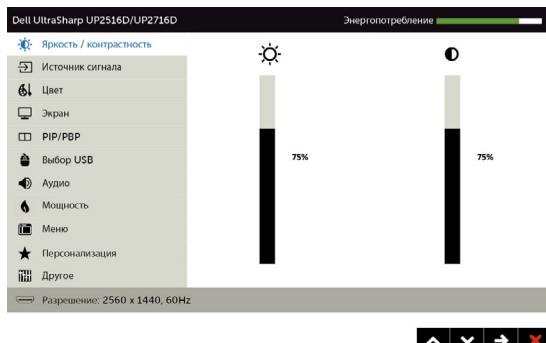 Dell UltraSharp UP2516D/UP2716D
Энергопотребление
Яркость / контрастность
Источник сигнала
Цвет
Экран
PIP/PBP
Выбор USB
Аудио
Мощность
Меню
Персонализация
Другое
75%
75%
Разрешение: 2560 x 1440, 60Hz